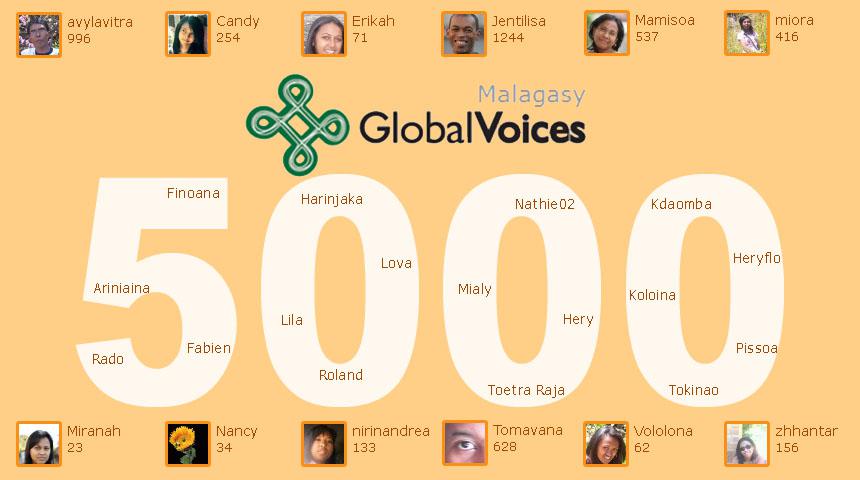 avylavitra
996
Candy
254
Erikah
71
Jentilisa
1244
Mamisoa
537
miora
416
Malagasy
GlobalVoices
5000
Finoana
Ariniaina
Rado
Fabien
Harinjaka
Lova
Lila
Roland
Nathie02
Mialy
Hery
Toetra Raja
Kdaomba
Heryflo
Koloina
Pissoa
Tokinao
Miranah
23
Nancy
34
nirinandrea
133
Tomavana
628
Vololona
62
zhhantar
156